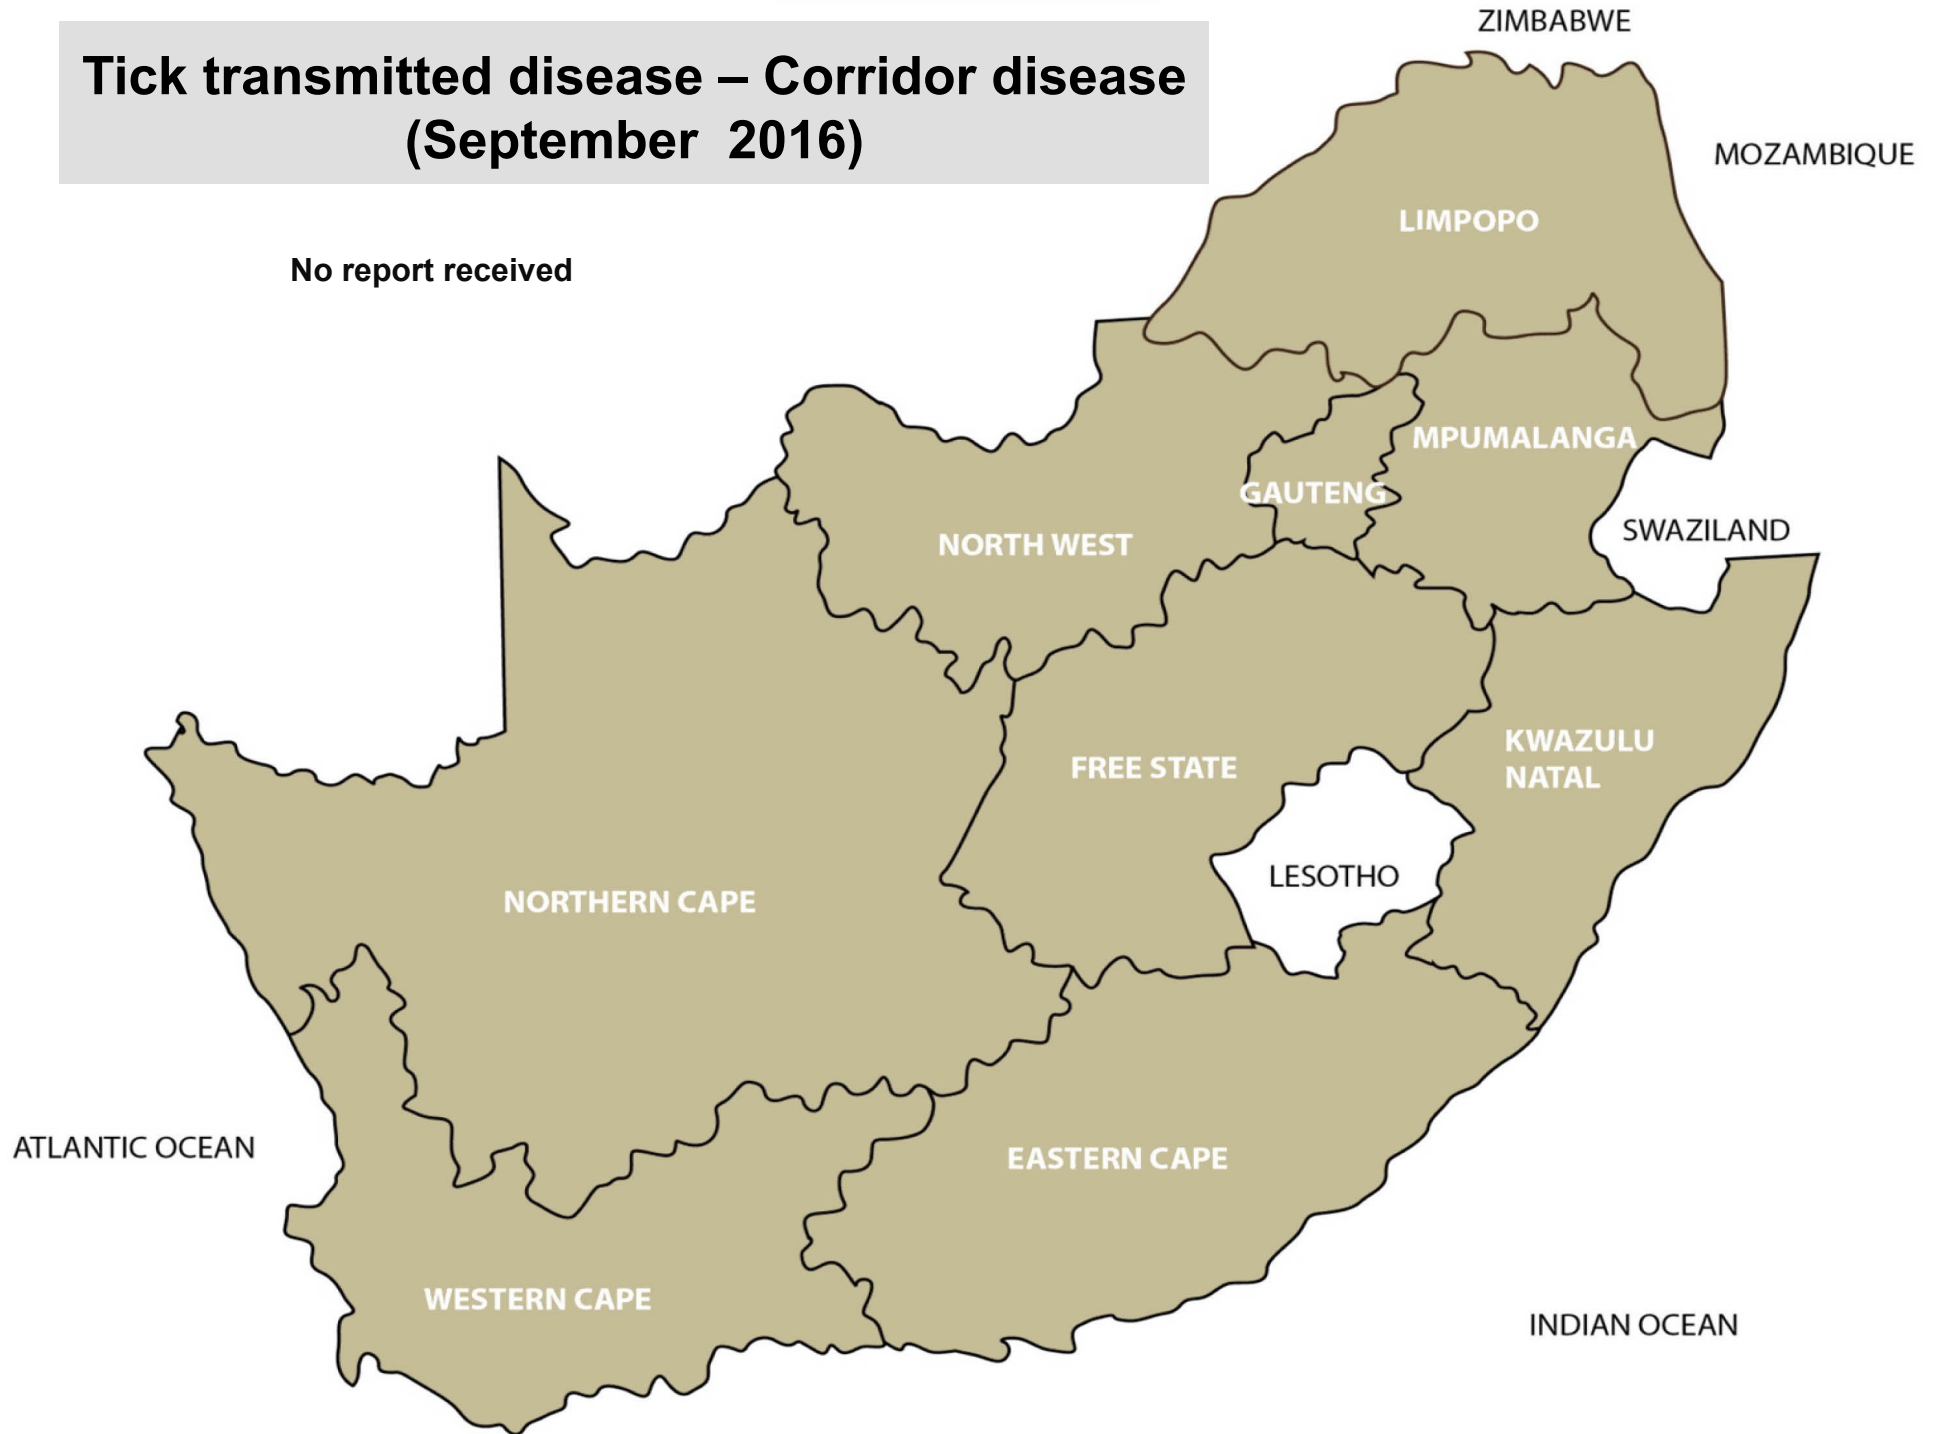 Tick transmitted disease – Corridor disease
(September  2016)
No report received
ZIMBABWE
MOZAMBIQUE
LIMPOPO
MPUMALANGA
GAUTENG
SWAZILAND
NORTH WEST
KWAZULU
NATAL
FREE STATE
LESOTHO
NORTHERN CAPE
ATLANTIC OCEAN
EASTERN CAPE
WESTERN CAPE
INDIAN OCEAN